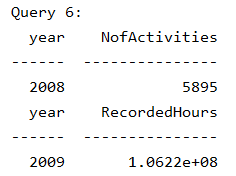 Query 6:
year NofActivities
------ ---------------
2008 5895
year RecordedHours
------ ---------------
2009 1.0622e+08